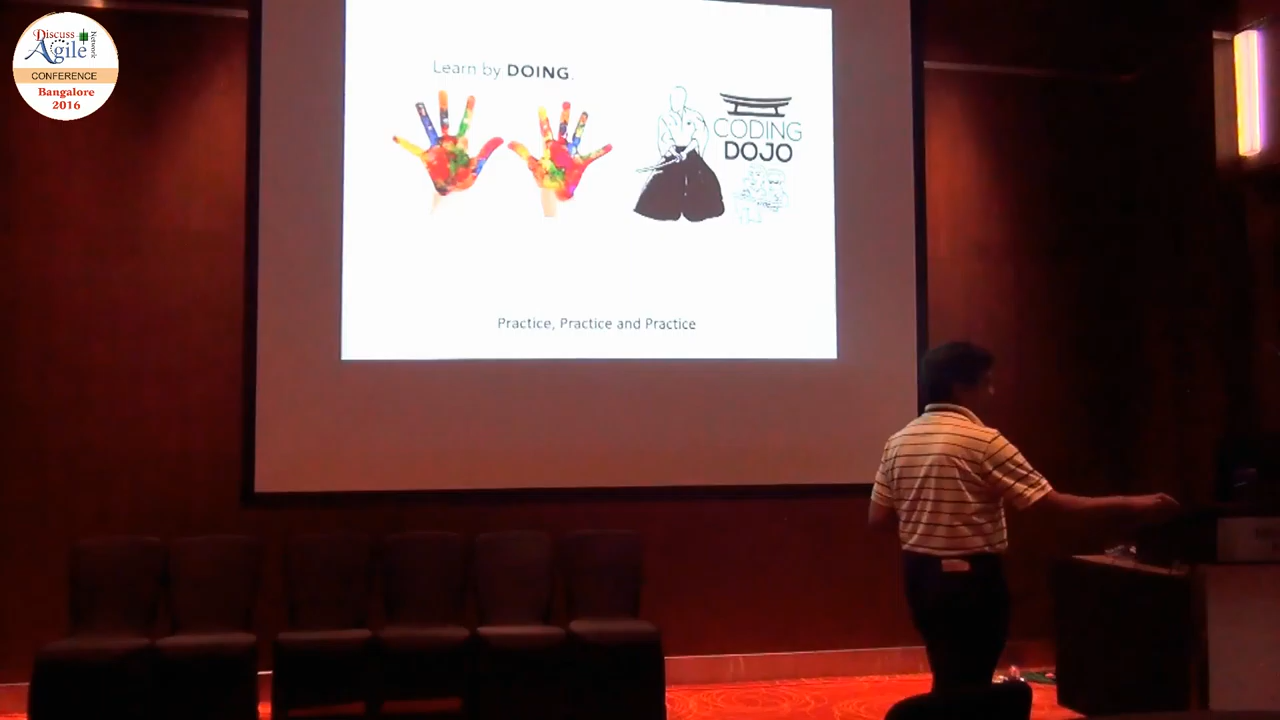 Discuss
Agile
Network
CONFERENCE
Bangalore
2016
Learn by DOING.
CODING
DOJO
Practice, Practice and Practice